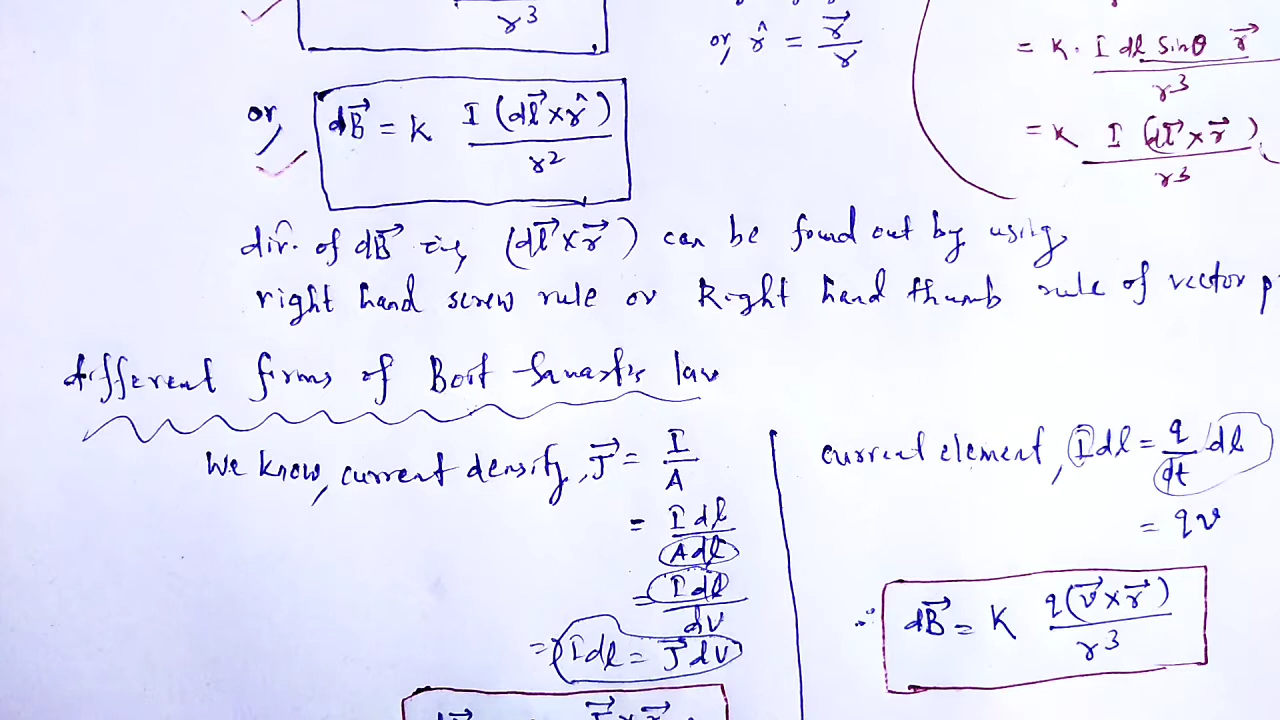 r³
or, r̂ = r⃗/r
= K. I dl sinθ r⃗ / r³
= K I (dl⃗ × r⃗) / r³
or, dB⃗ = K I (dl⃗ × r̂) / r²
dirⁿ. of dB⃗ i.e, (dl⃗ × r⃗) can be found out by using
right hand screw rule or Right hand thumb rule of vector p
different forms of Boit Savart's law
We know, current density, J⃗ = I/A
= I dl / A dl
= I dl / dV
=) I dl = J⃗ dV
current element, I dl = q/dt dl
= qv
∴ dB⃗ = K q(v⃗ × r⃗) / r³